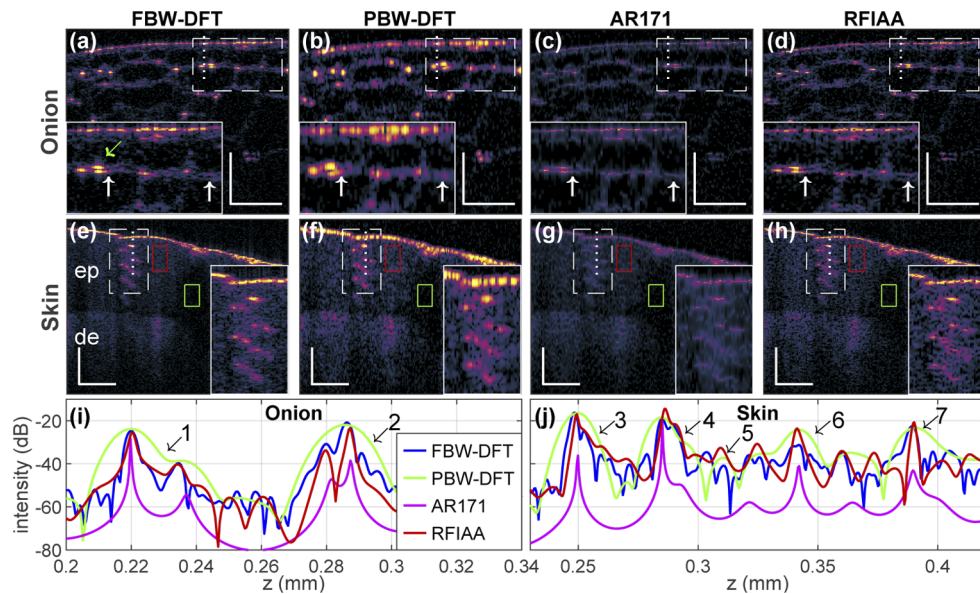 FBW-DFT PBW-DFT AR171 RFIAA
Onion
(a) (b) (c) (d)
Skin
(e) (f) (g) (h)
ep
de
(i) Onion (j) Skin
intensity (dB)
-20
-40
-60
-80
1 2 3 4 5 6 7
FBW-DFT
PBW-DFT
AR171
RFIAA
0.2 0.22 0.24 0.26 0.28 0.3 0.32 0.34 0.25 0.3 0.35 0.4
z (mm) z (mm)